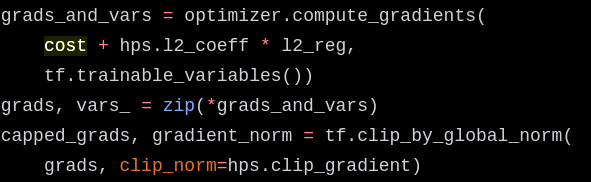 grads_and_vars = optimizer.compute_gradients(
    cost + hps.l2_coeff * l2_reg,
    tf.trainable_variables())
grads, vars_ = zip(*grads_and_vars)
capped_grads, gradient_norm = tf.clip_by_global_norm(
    grads, clip_norm=hps.clip_gradient)